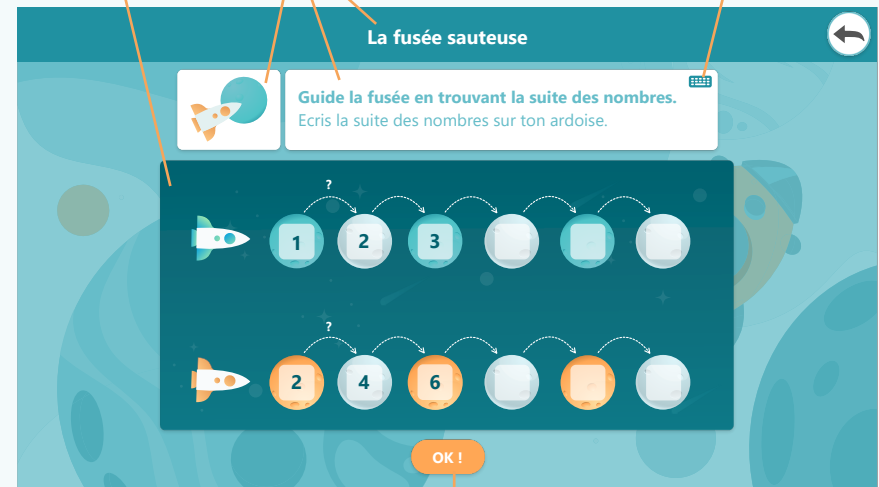 La fusée sauteuse
Guide la fusée en trouvant la suite des nombres.
Ecris la suite des nombres sur ton ardoise.
?
1 2 3
?
2 4 6
OK !